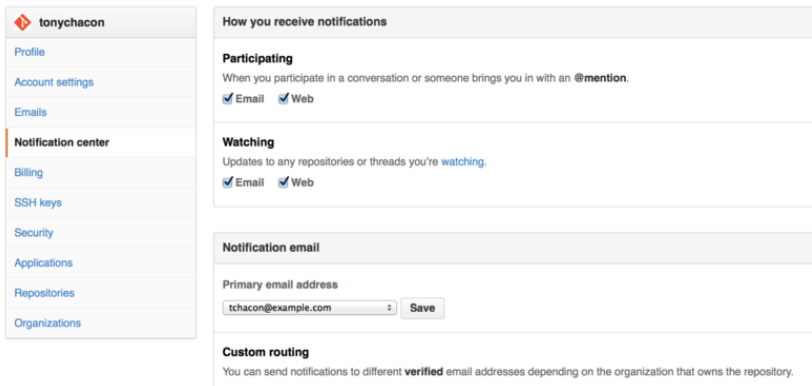 tonychacon
Profile
Account settings
Emails
Notification center
Billing
SSH keys
Security
Applications
Repositories
Organizations
How you receive notifications
Participating
When you participate in a conversation or someone brings you in with an @mention.
Email Web
Watching
Updates to any repositories or threads you're watching.
Email Web
Notification email
Primary email address
tchacon@example.com Save
Custom routing
You can send notifications to different verified email addresses depending on the organization that owns the repository.